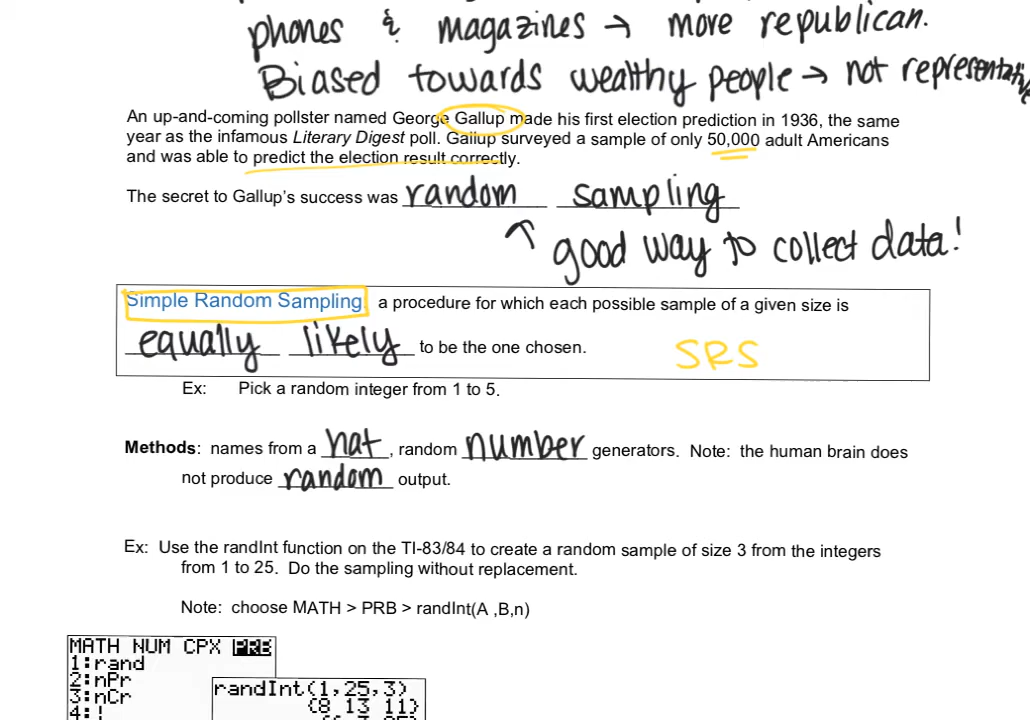 phones & magazines → more republican.
Biased towards wealthy people → not representative
An up-and-coming pollster named George Gallup made his first election prediction in 1936, the same
year as the infamous Literary Digest poll. Gallup surveyed a sample of only 50,000 adult Americans
and was able to predict the election result correctly.
The secret to Gallup's success was random sampling
↑ good way to collect data!
Simple Random Sampling: a procedure for which each possible sample of a given size is
equally likely to be the one chosen. SRS
Ex: Pick a random integer from 1 to 5.
Methods: names from a hat, random number generators. Note: the human brain does
not produce random output.
Ex: Use the randInt function on the TI-83/84 to create a random sample of size 3 from the integers
from 1 to 25. Do the sampling without replacement.
Note: choose MATH > PRB > randInt(A ,B,n)
MATH NUM CPX PRB
1:rand
2:nPr
3:nCr
4:!
randInt(1,25,3)
{8 13 11}